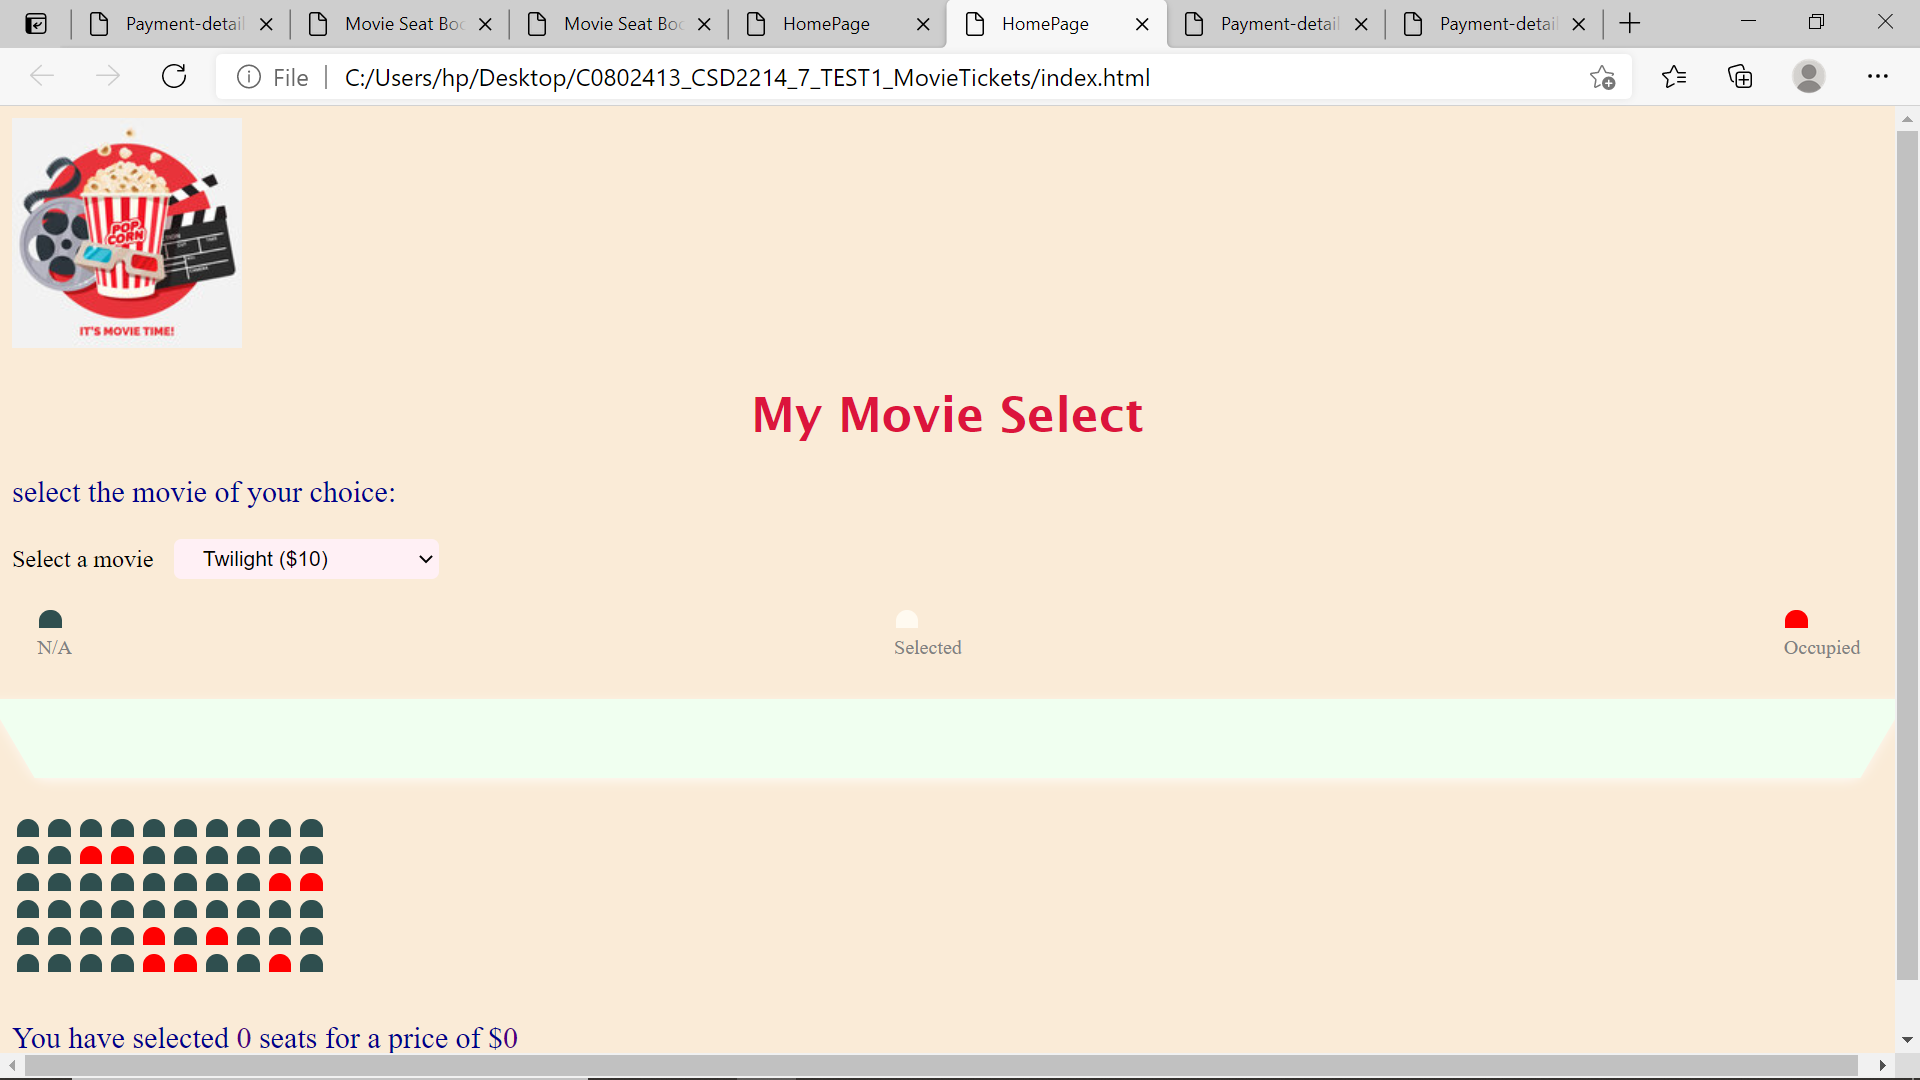 Payment-detail Movie Seat Boo Movie Seat Boo HomePage HomePage Payment-detail Payment-detail
File C:/Users/hp/Desktop/C0802413_CSD2214_7_TEST1_MovieTickets/index.html
POP
CORN
IT'S MOVIE TIME!
My Movie Select
select the movie of your choice:
Select a movie Twilight ($10)
N/A Selected Occupied
You have selected 0 seats for a price of $0